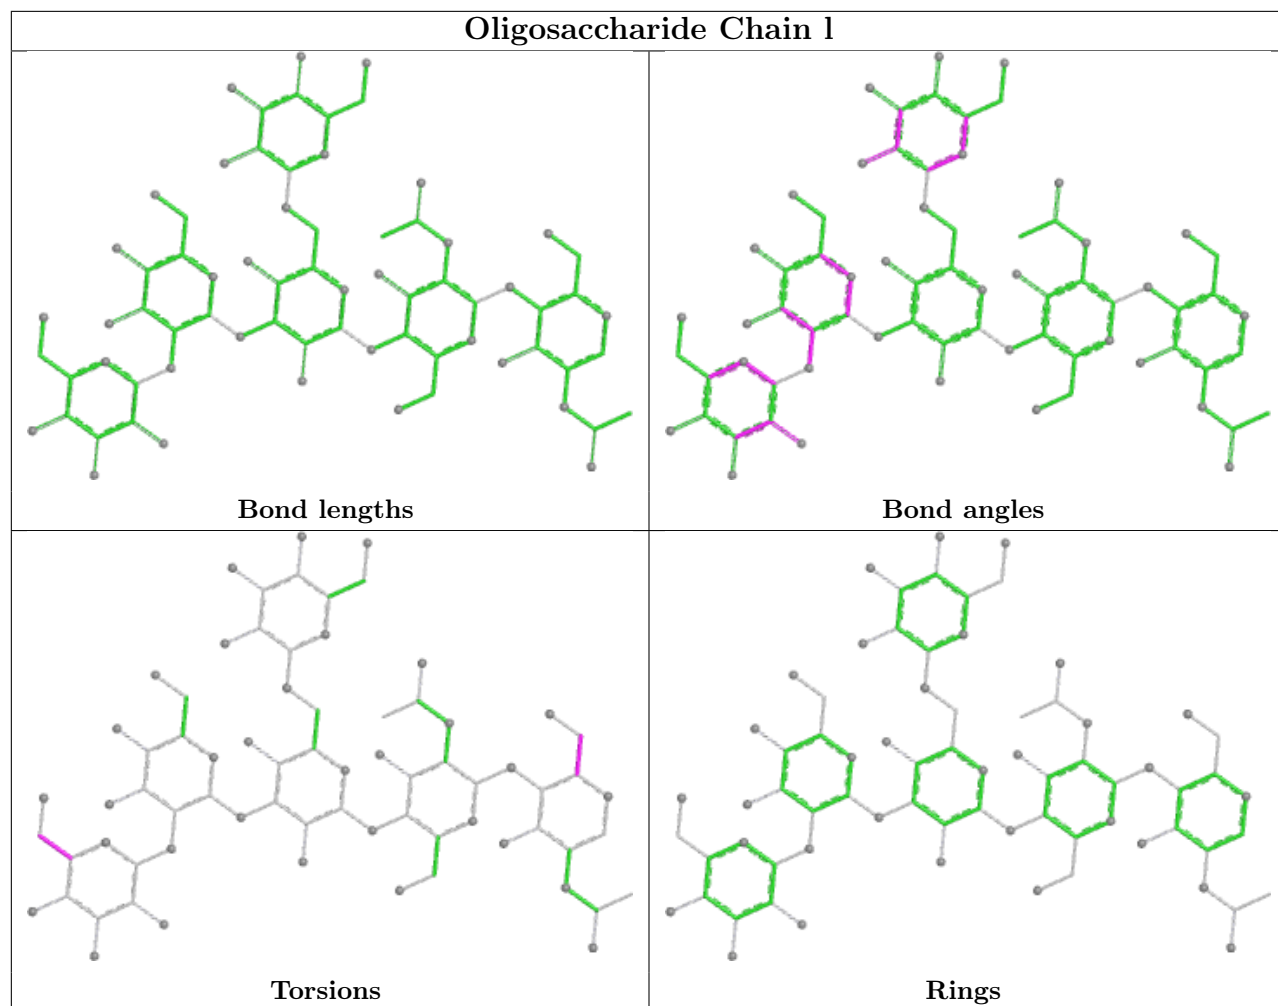 Oligosaccharide Chain l
Bond lengths
Bond angles
Torsions
Rings